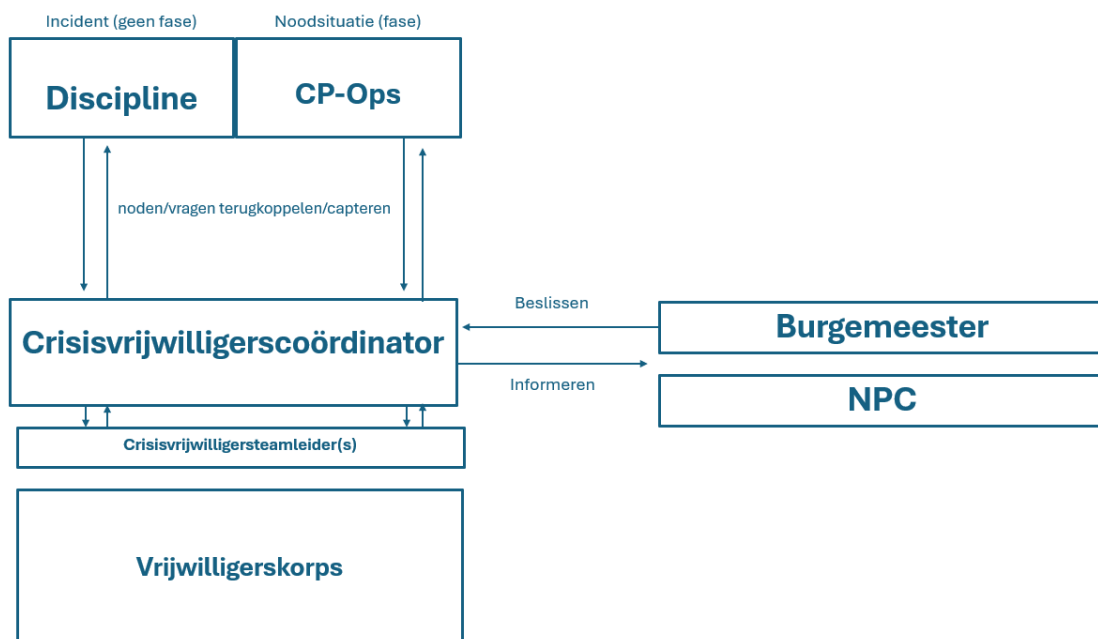 Incident (geen fase)
Noodsituatie (fase)
Discipline
CP-Ops
noden/vragen terugkoppelen/capteren
Crisisvrijwilligerscoördinator
Beslissen
Informeren
Burgemeester
NPC
Crisisvrijwilligersteamleider(s)
Vrijwilligerskorps